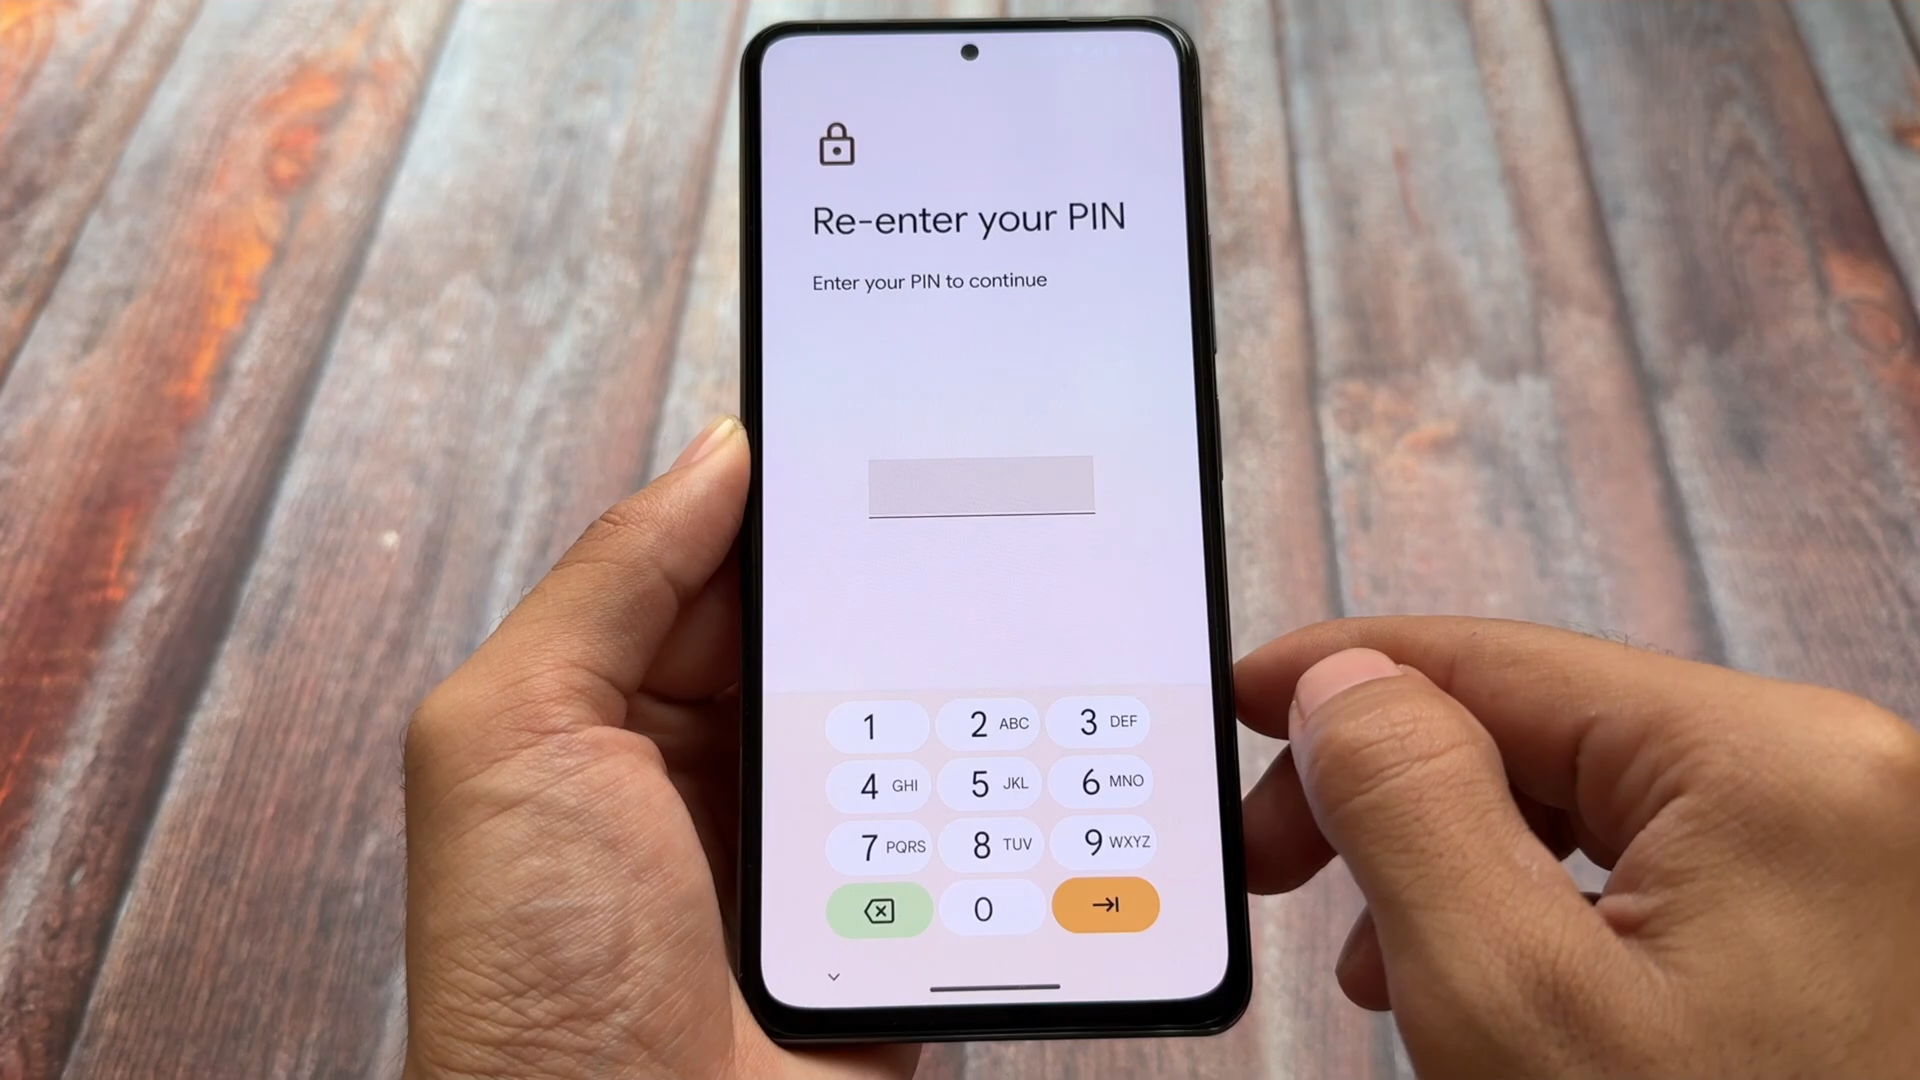 Re-enter your PIN
Enter your PIN to continue
1 2 ABC 3 DEF
4 GHI 5 JKL 6 MNO
7 PQRS 8 TUV 9 WXYZ
0